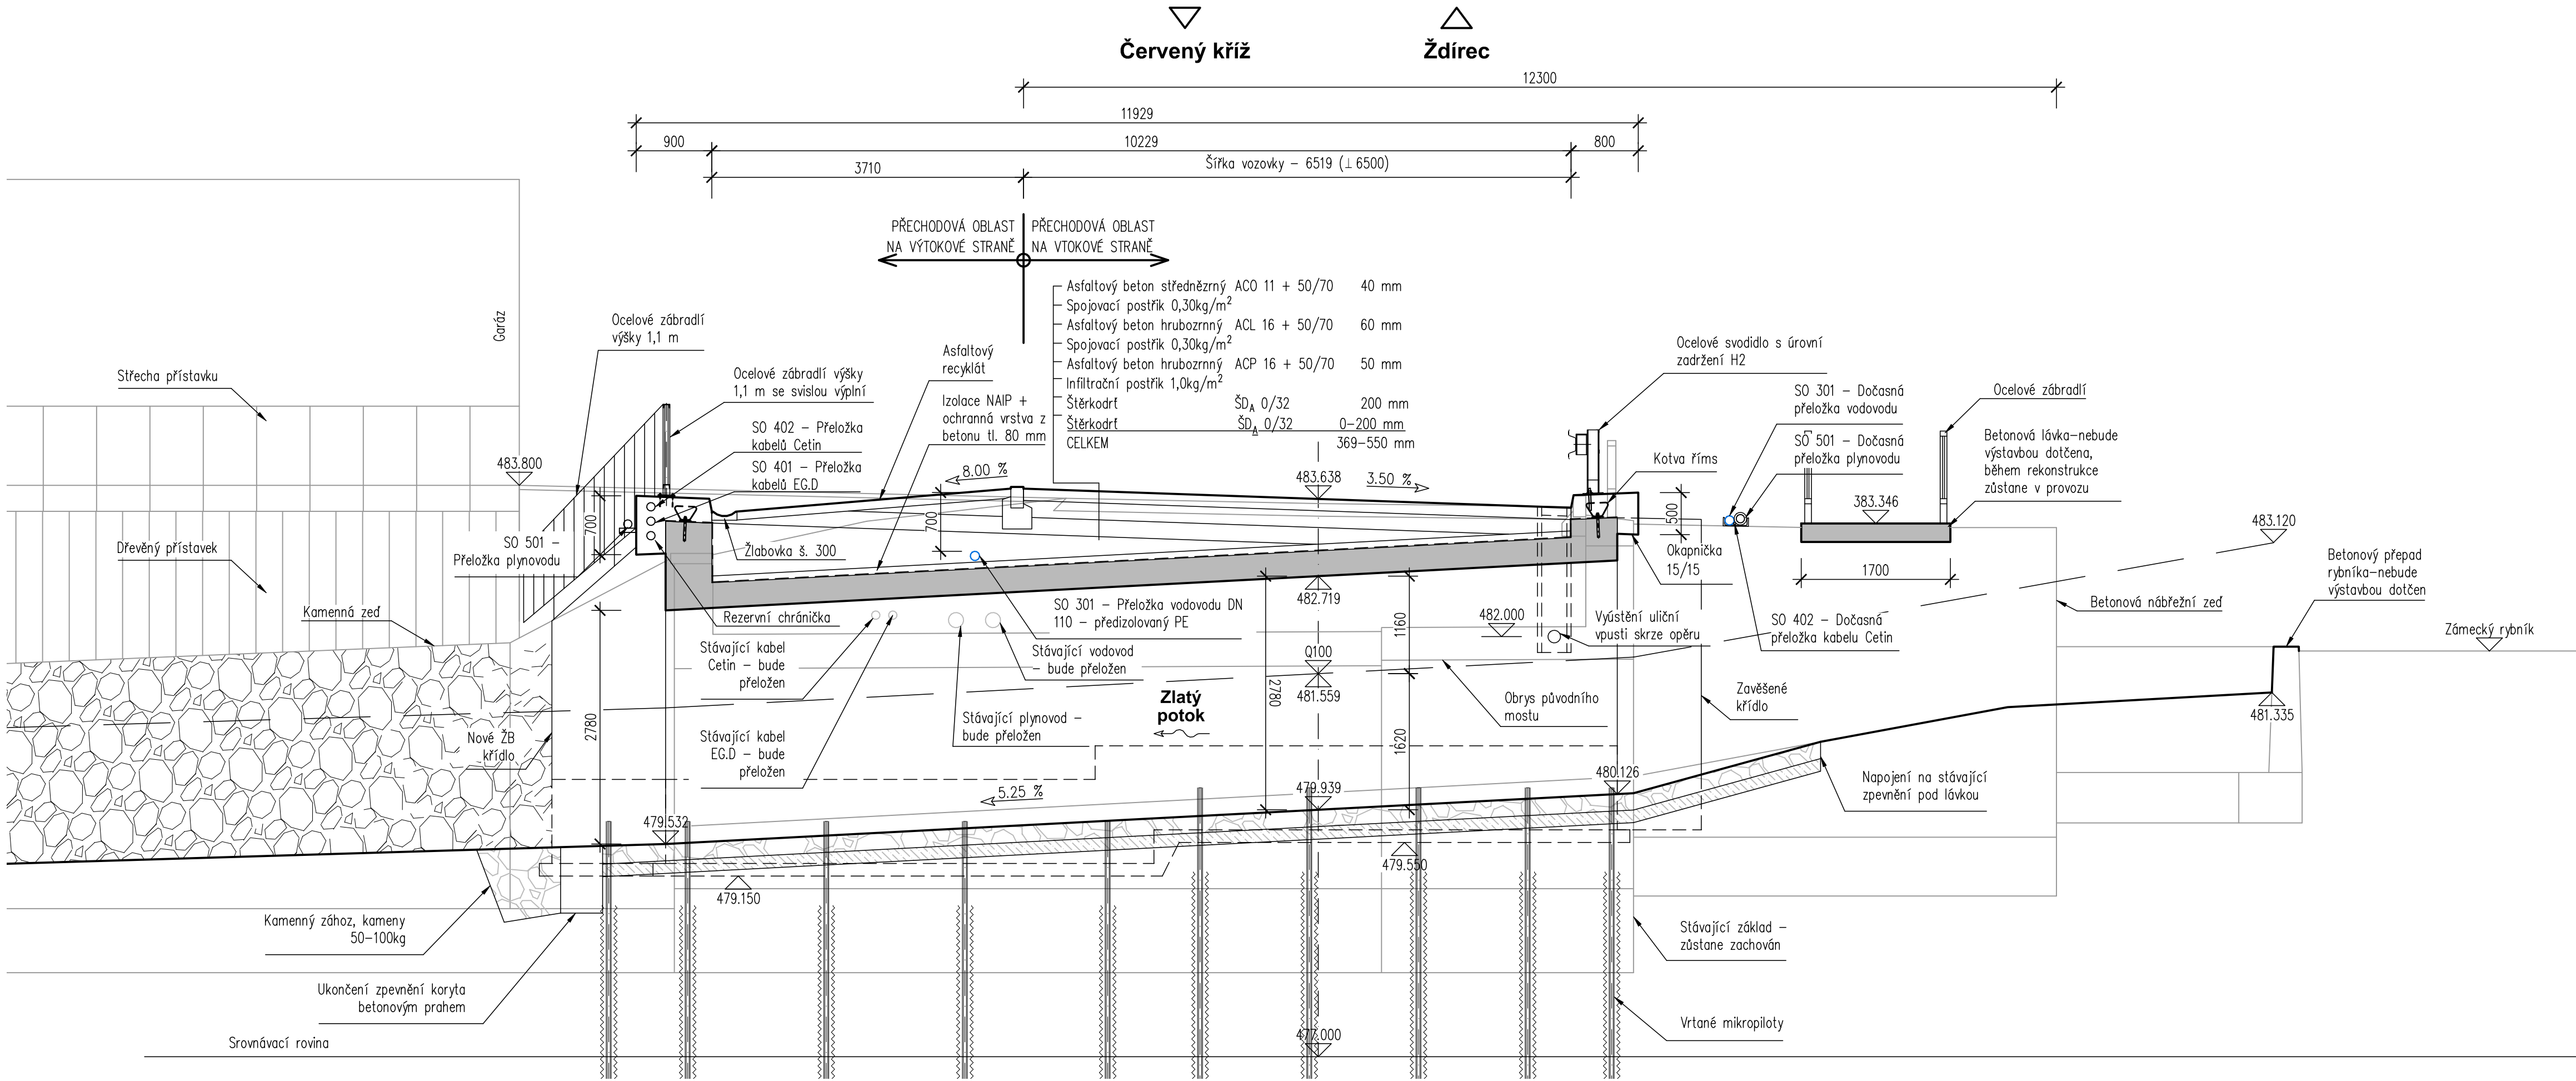 Červený kříž
Ždírec
12300
11929
900
10229
800
3710
Šířka vozovky – 6519 (⊥6500)
PŘECHODOVÁ OBLAST
NA VÝTOKOVÉ STRANĚ
PŘECHODOVÁ OBLAST
NA VTOKOVÉ STRANĚ
Asfaltový beton střednězrný ACO 11 + 50/70 40 mm
Spojovací postřik 0,30kg/m²
Asfaltový beton hrubozrnný ACL 16 + 50/70 60 mm
Spojovací postřik 0,30kg/m²
Asfaltový beton hrubozrnný ACP 16 + 50/70 50 mm
Infiltrační postřik 1,0kg/m²
Štěrkodrť ŠDA 0/32 200 mm
Štěrkodrť ŠDA 0/32 0–200 mm
CELKEM 369–550 mm
Garáz
Střecha přístavku
Dřevěný přístavek
Kamenná zeď
483.800
Ocelové zábradlí
výšky 1,1 m
Ocelové zábradlí výšky
1,1 m se svislou výplní
SO 402 – Přeložka
kabelů Cetin
SO 401 – Přeložka
kabelů EG.D
Asfaltový
recyklát
Izolace NAIP +
ochranná vrstva z
betonu tl. 80 mm
8.00 %
483.638
3.50 %
Ocelové svodidlo s úrovní
zadržení H2
Kotva říms
SO 301 – Dočasná
přeložka vodovodu
SO 501 – Dočasná
přeložka plynovodu
Ocelové zábradlí
Betonová lávka–nebude
výstavbou dotčena,
během rekonstrukce
zůstane v provozu
383.346
483.120
700
700
500
SO 501 –
Přeložka plynovodu
Žlabovka š. 300
Okapnička
15/15
1700
Betonový přepad
rybníka–nebude
výstavbou dotčen
Betonová nábřežní zeď
Zámecký rybník
Rezervní chránička
SO 301 – Přeložka vodovodu DN
110 – předizolovaný PE
482.719
1160
482.000
Vyústění uliční
vpusti skrze opěru
SO 402 – Dočasná
přeložka kabelu Cetin
Stávající kabel
Cetin – bude
přeložen
Stávající vodovod
– bude přeložen
Q100
481.559
2780
2780
1620
Zlatý
potok
Stávající plynovod –
bude přeložen
Obrys původního
mostu
Zavěšené
křídlo
481.335
Nové ŽB
křídlo
Stávající kabel
EG.D – bude
přeložen
480.126
Napojení na stávající
zpevnění pod lávkou
5.25 %
479.939
479.532
479.550
479.150
Kamenný zához, kameny
50–100kg
Stávající základ –
zůstane zachován
Ukončení zpevnění koryta
betonovým prahem
Vrtané mikropiloty
Srovnávací rovina
477.000